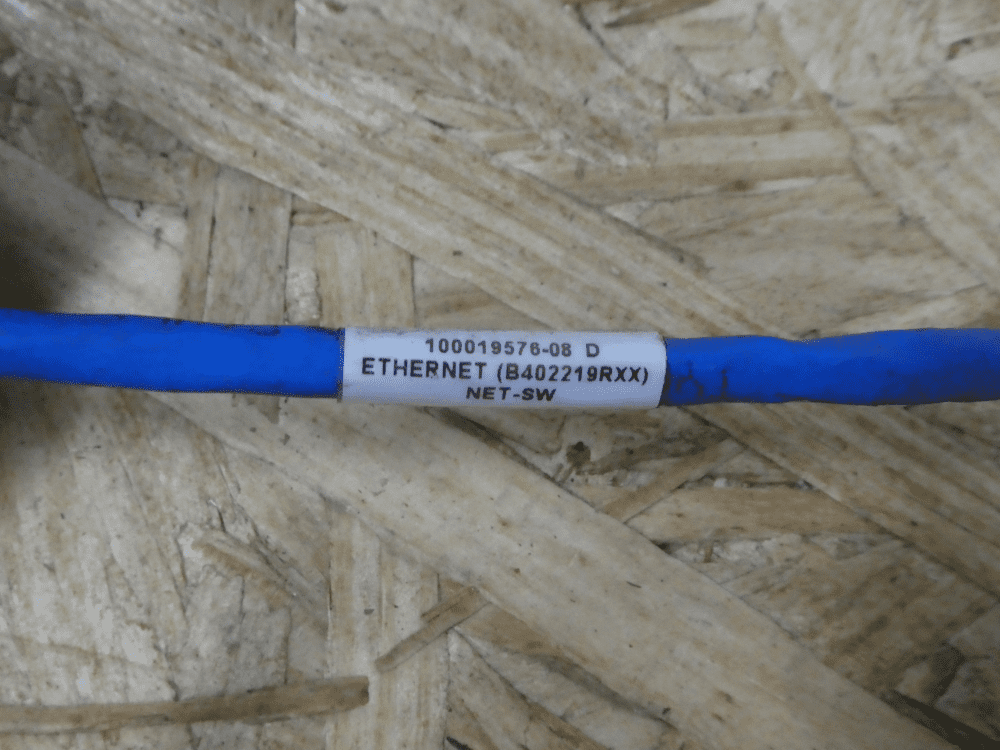 100019576-08 D
ETHERNET (B402219RXX)
NET-SW